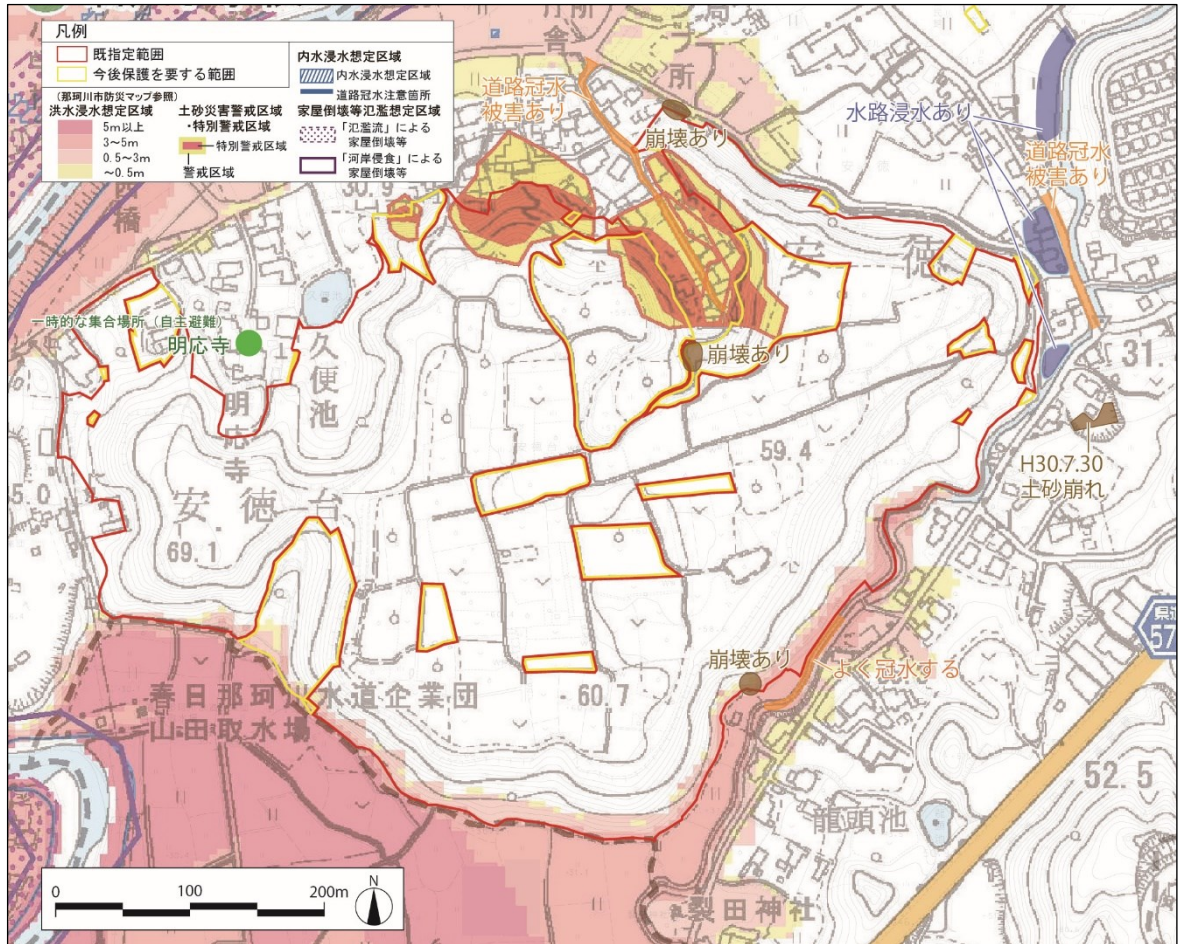 凡例
既指定範囲
今後保護を要する範囲
(那珂川市防災マップ参照)
洪水浸水想定区域
5m以上
3～5m
0.5～3m
～0.5m
土砂災害警戒区域
・特別警戒区域
特別警戒区域
警戒区域
内水浸水想定区域
内水浸水想定区域
道路冠水注意箇所
家屋倒壊等氾濫想定区域
「氾濫流」による
家屋倒壊等
「河岸侵食」による
家屋倒壊等
道路冠水
被害あり
崩壊あり
水路浸水あり
道路冠水
被害あり
橋
30.9
安徳
一時的な集合場所（自主避難）
明応寺
久便池
明応寺
崩壊あり
31.
59.4
H30.7.30
土砂崩れ
5.0
安徳台
69.1
県道
57
崩壊あり
よく冠水する
春日那珂川水道企業団
山田取水場
60.7
52.5
龍頭池
裂田神社
0
100
200m
N